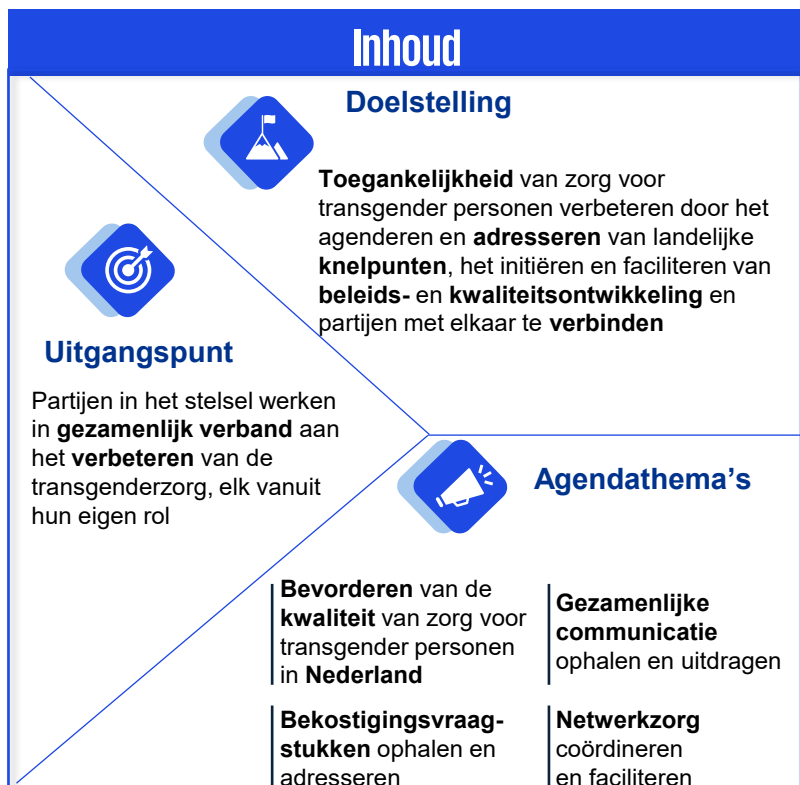 Inhoud
Doelstelling
Toegankelijkheid van zorg voor
transgender personen verbeteren door het
agenderen en adresseren van landelijke
knelpunten, het initiëren en faciliteren van
beleids- en kwaliteitsontwikkeling en
partijen met elkaar te verbinden
Uitgangspunt
Partijen in het stelsel werken
in gezamenlijk verband aan
het verbeteren van de
transgenderzorg, elk vanuit
hun eigen rol
Agendathema's
Bevorderen van de
kwaliteit van zorg voor
transgender personen
in Nederland
Gezamenlijke
communicatie
ophalen en uitdragen
Bekostigingsvraag-
stukken ophalen en
adresseren
Netwerkzorg
coördineren
en faciliteren